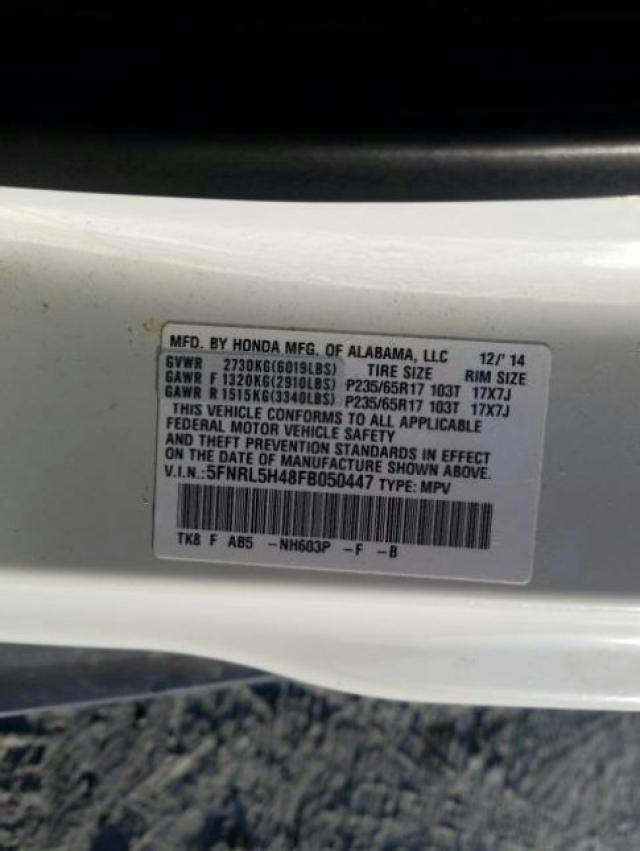 MFD. BY HONDA MFG. OF ALABAMA, LLC 12/'14
GVWR 2730KG(6019LBS) TIRE SIZE RIM SIZE
GAWR F 1320KG(2910LBS) P235/65R17 103T 17X7J
GAWR R 1515KG(3340LBS) P235/65R17 103T 17X7J
THIS VEHICLE CONFORMS TO ALL APPLICABLE
FEDERAL MOTOR VEHICLE SAFETY
AND THEFT PREVENTION STANDARDS IN EFFECT
ON THE DATE OF MANUFACTURE SHOWN ABOVE.
V.I.N.:5FNRL5H48FB050447 TYPE: MPV
TK8 F AB5 -NH603P -F -B